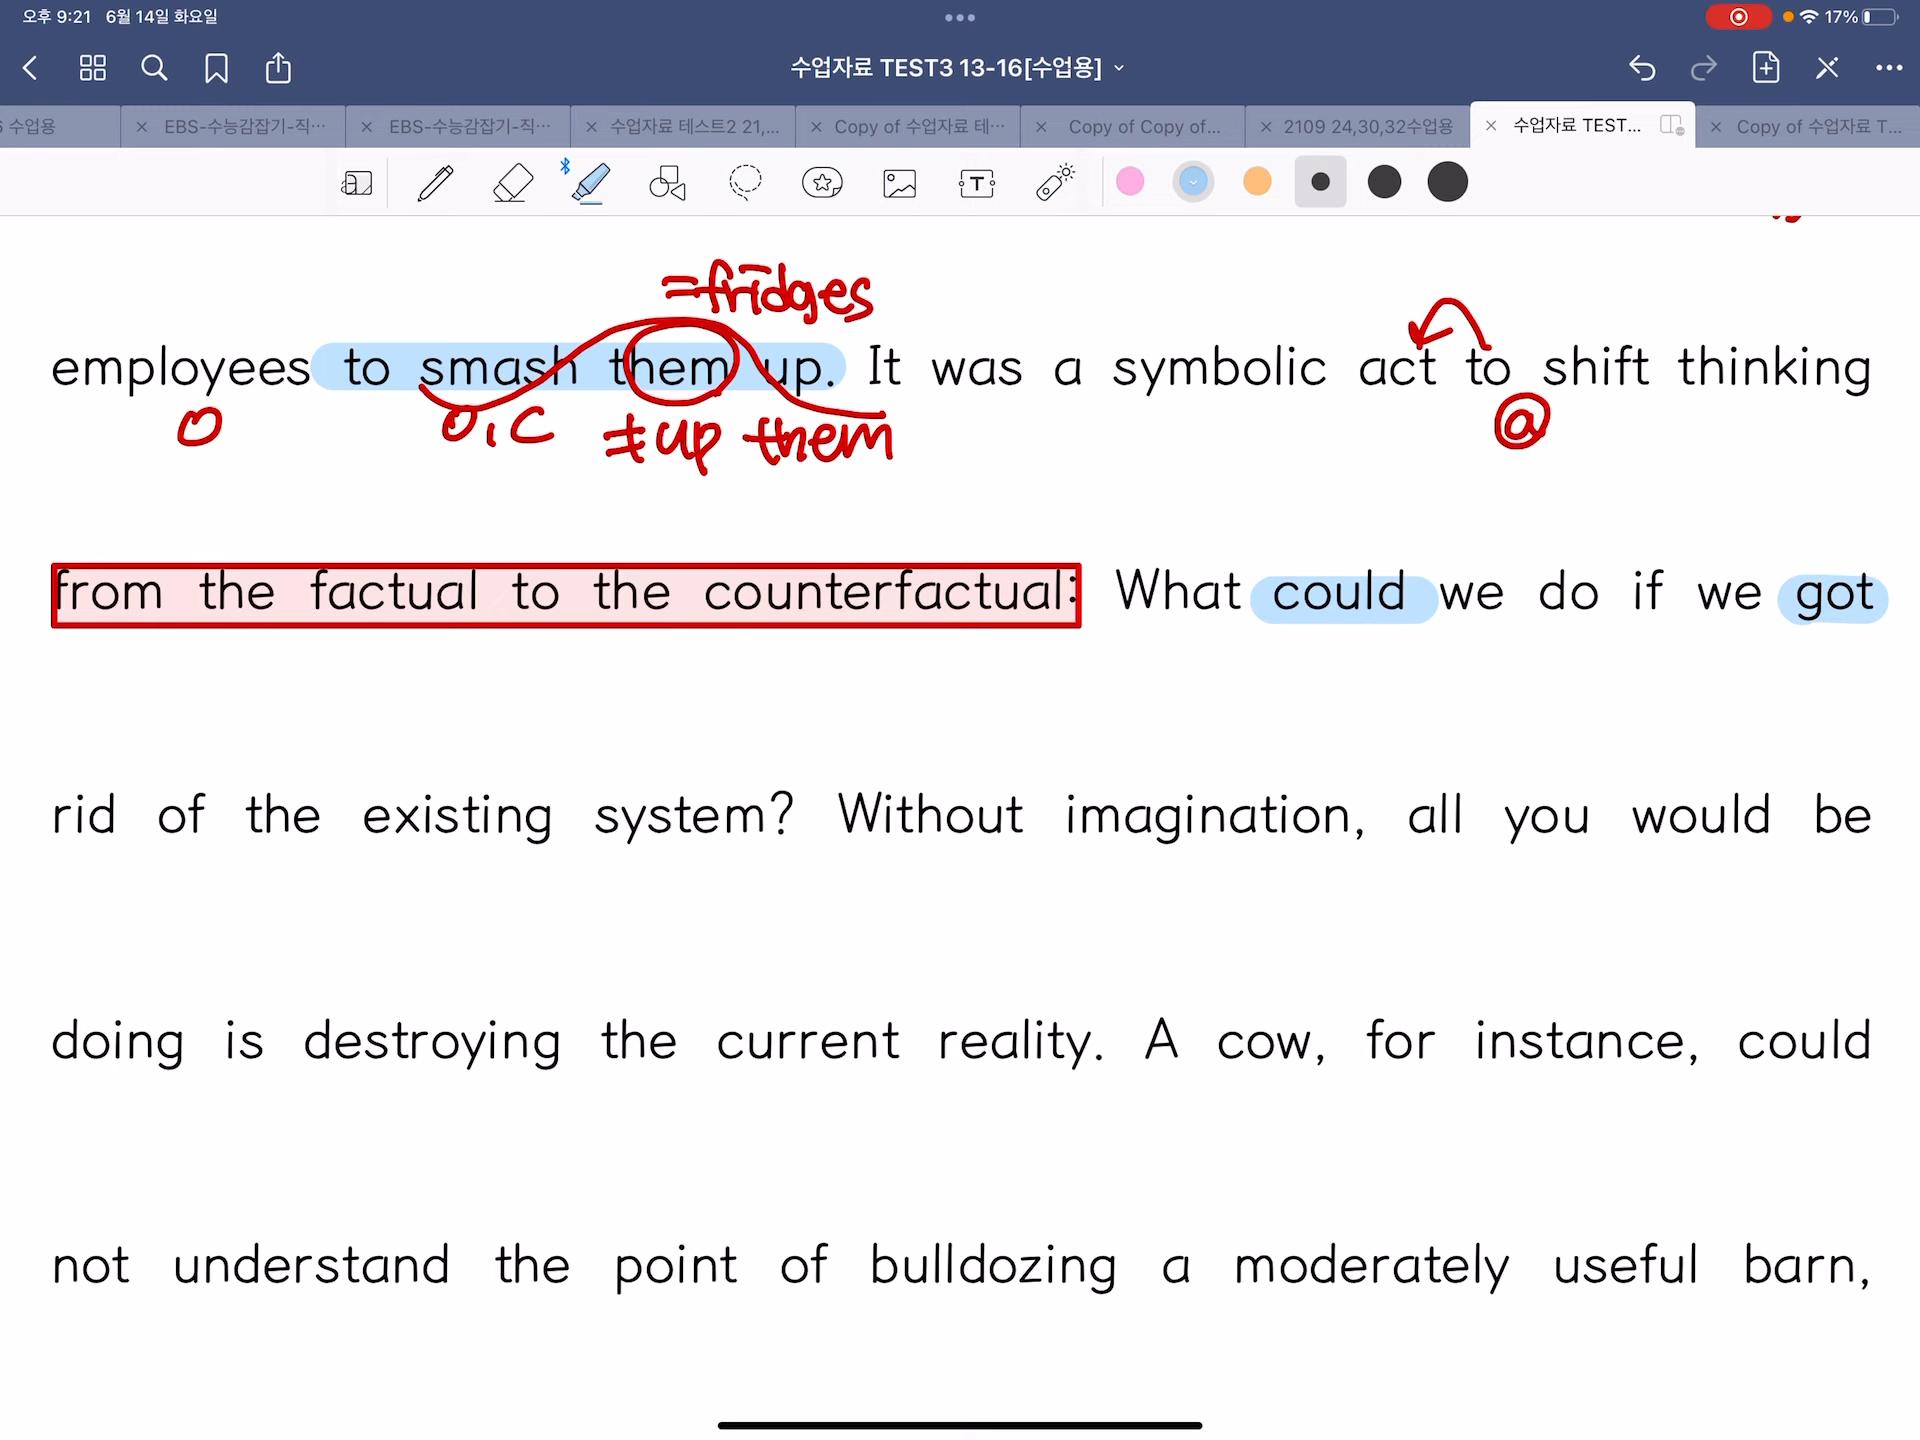 오후 9:21 6월 14일 화요일
17%
수업자료 TEST3 13-16[수업용]
수업용
EBS-수능감잡기-직…
EBS-수능감잡기-직…
수업자료 테스트2 21,...
Copy of 수업자료 테…
Copy of Copy of...
2109 24,30,32수업용
수업자료 TEST...
Copy of 수업자료 T...
=fridges
employees to smash them up. It was a symbolic act to shift thinking
O
O,C
≠up them
ⓐ
from the factual to the counterfactual: What could we do if we got
rid of the existing system? Without imagination, all you would be
doing is destroying the current reality. A cow, for instance, could
not understand the point of bulldozing a moderately useful barn,